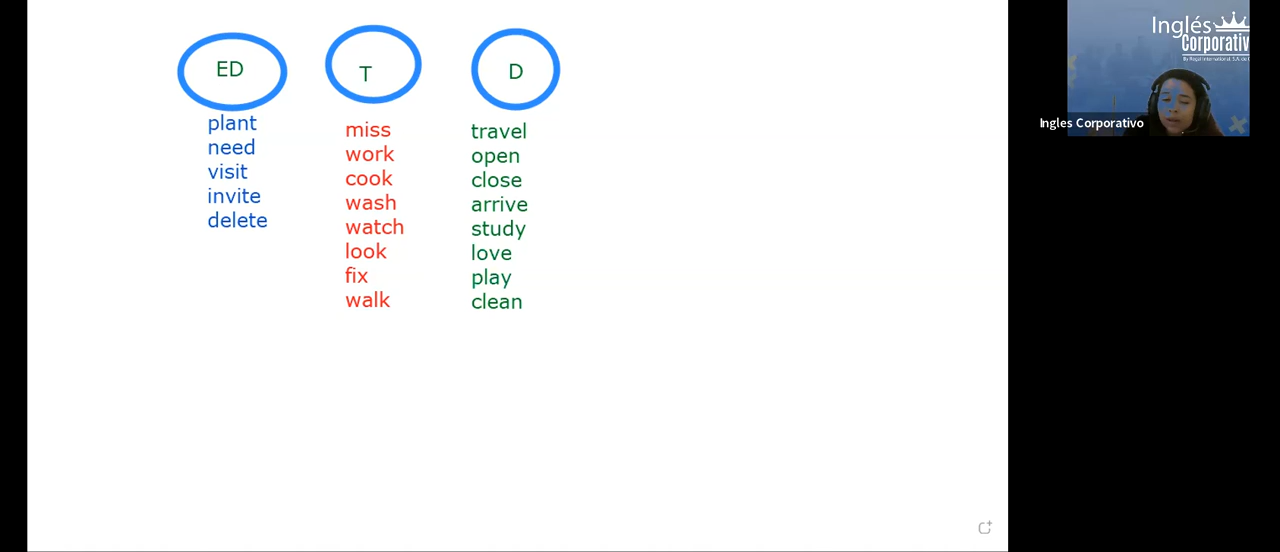 ED
plant
need
visit
invite
delete
T
miss
work
cook
wash
watch
look
fix
walk
D
travel
open
close
arrive
study
love
play
clean
Inglés
Corporativ
Ingles Corporativo